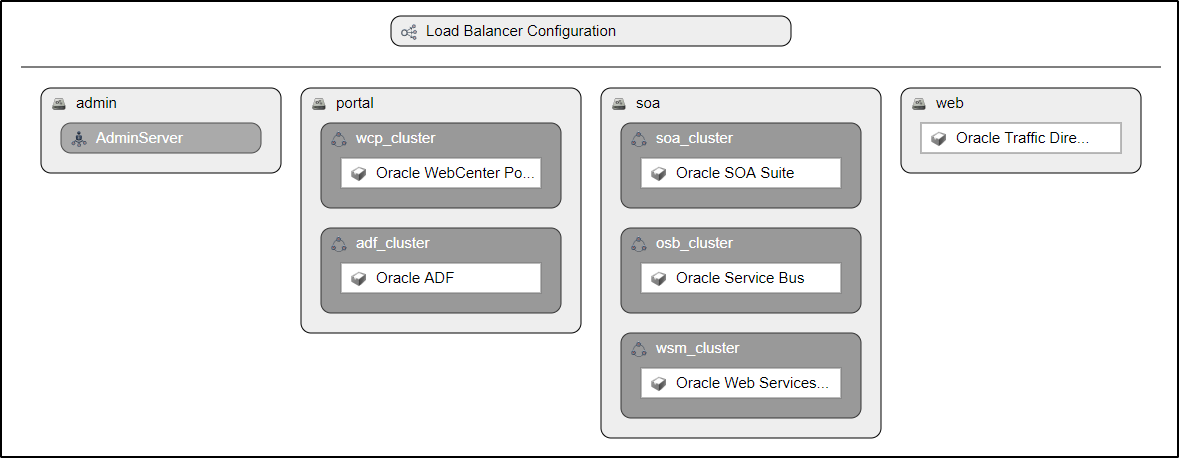 Load Balancer Configuration
admin
AdminServer
portal
wcp_cluster
Oracle WebCenter Po...
adf_cluster
Oracle ADF
soa
soa_cluster
Oracle SOA Suite
osb_cluster
Oracle Service Bus
wsm_cluster
Oracle Web Services...
web
Oracle Traffic Dire...